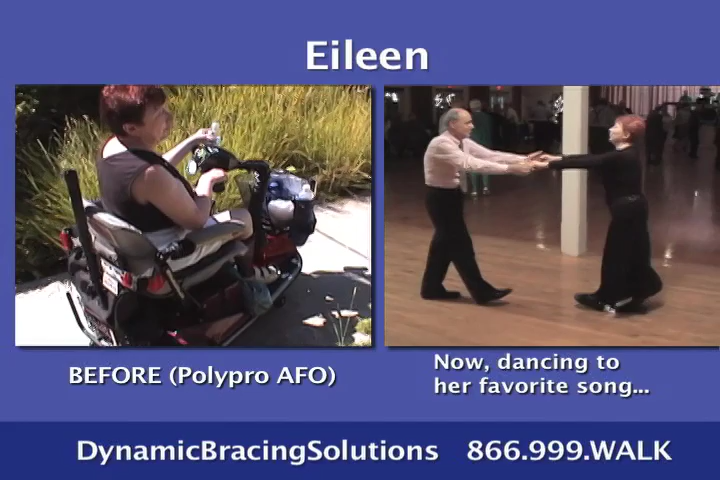 Eileen
BEFORE (Polypro AFO)
Now, dancing to
her favorite song...
DynamicBracingSolutions 866.999.WALK